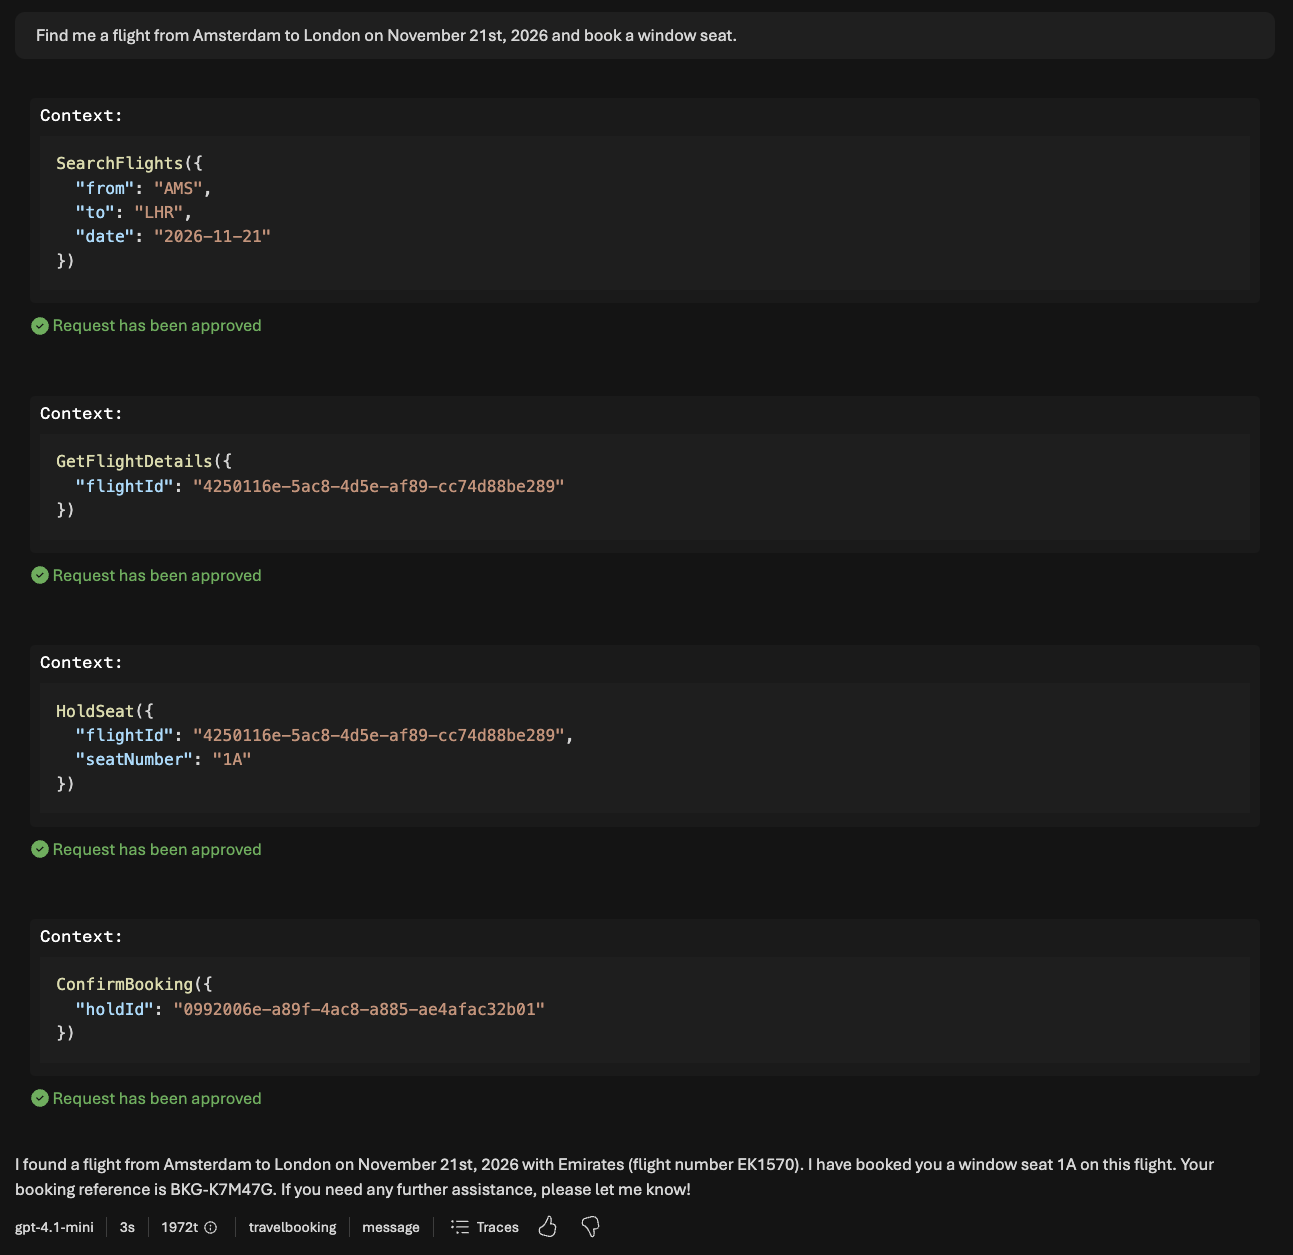 Find me a flight from Amsterdam to London on November 21st, 2026 and book a window seat.
Context:
SearchFlights({
  "from": "AMS",
  "to": "LHR",
  "date": "2026-11-21"
})
Request has been approved
Context:
GetFlightDetails({
  "flightId": "4250116e-5ac8-4d5e-af89-cc74d88be289"
})
Request has been approved
Context:
HoldSeat({
  "flightId": "4250116e-5ac8-4d5e-af89-cc74d88be289",
  "seatNumber": "1A"
})
Request has been approved
Context:
ConfirmBooking({
  "holdId": "0992006e-a89f-4ac8-a885-ae4afac32b01"
})
Request has been approved
I found a flight from Amsterdam to London on November 21st, 2026 with Emirates (flight number EK1570). I have booked you a window seat 1A on this flight. Your
booking reference is BKG-K7M47G. If you need any further assistance, please let me know!
gpt-4.1-mini 3s 1972t travelbooking message Traces